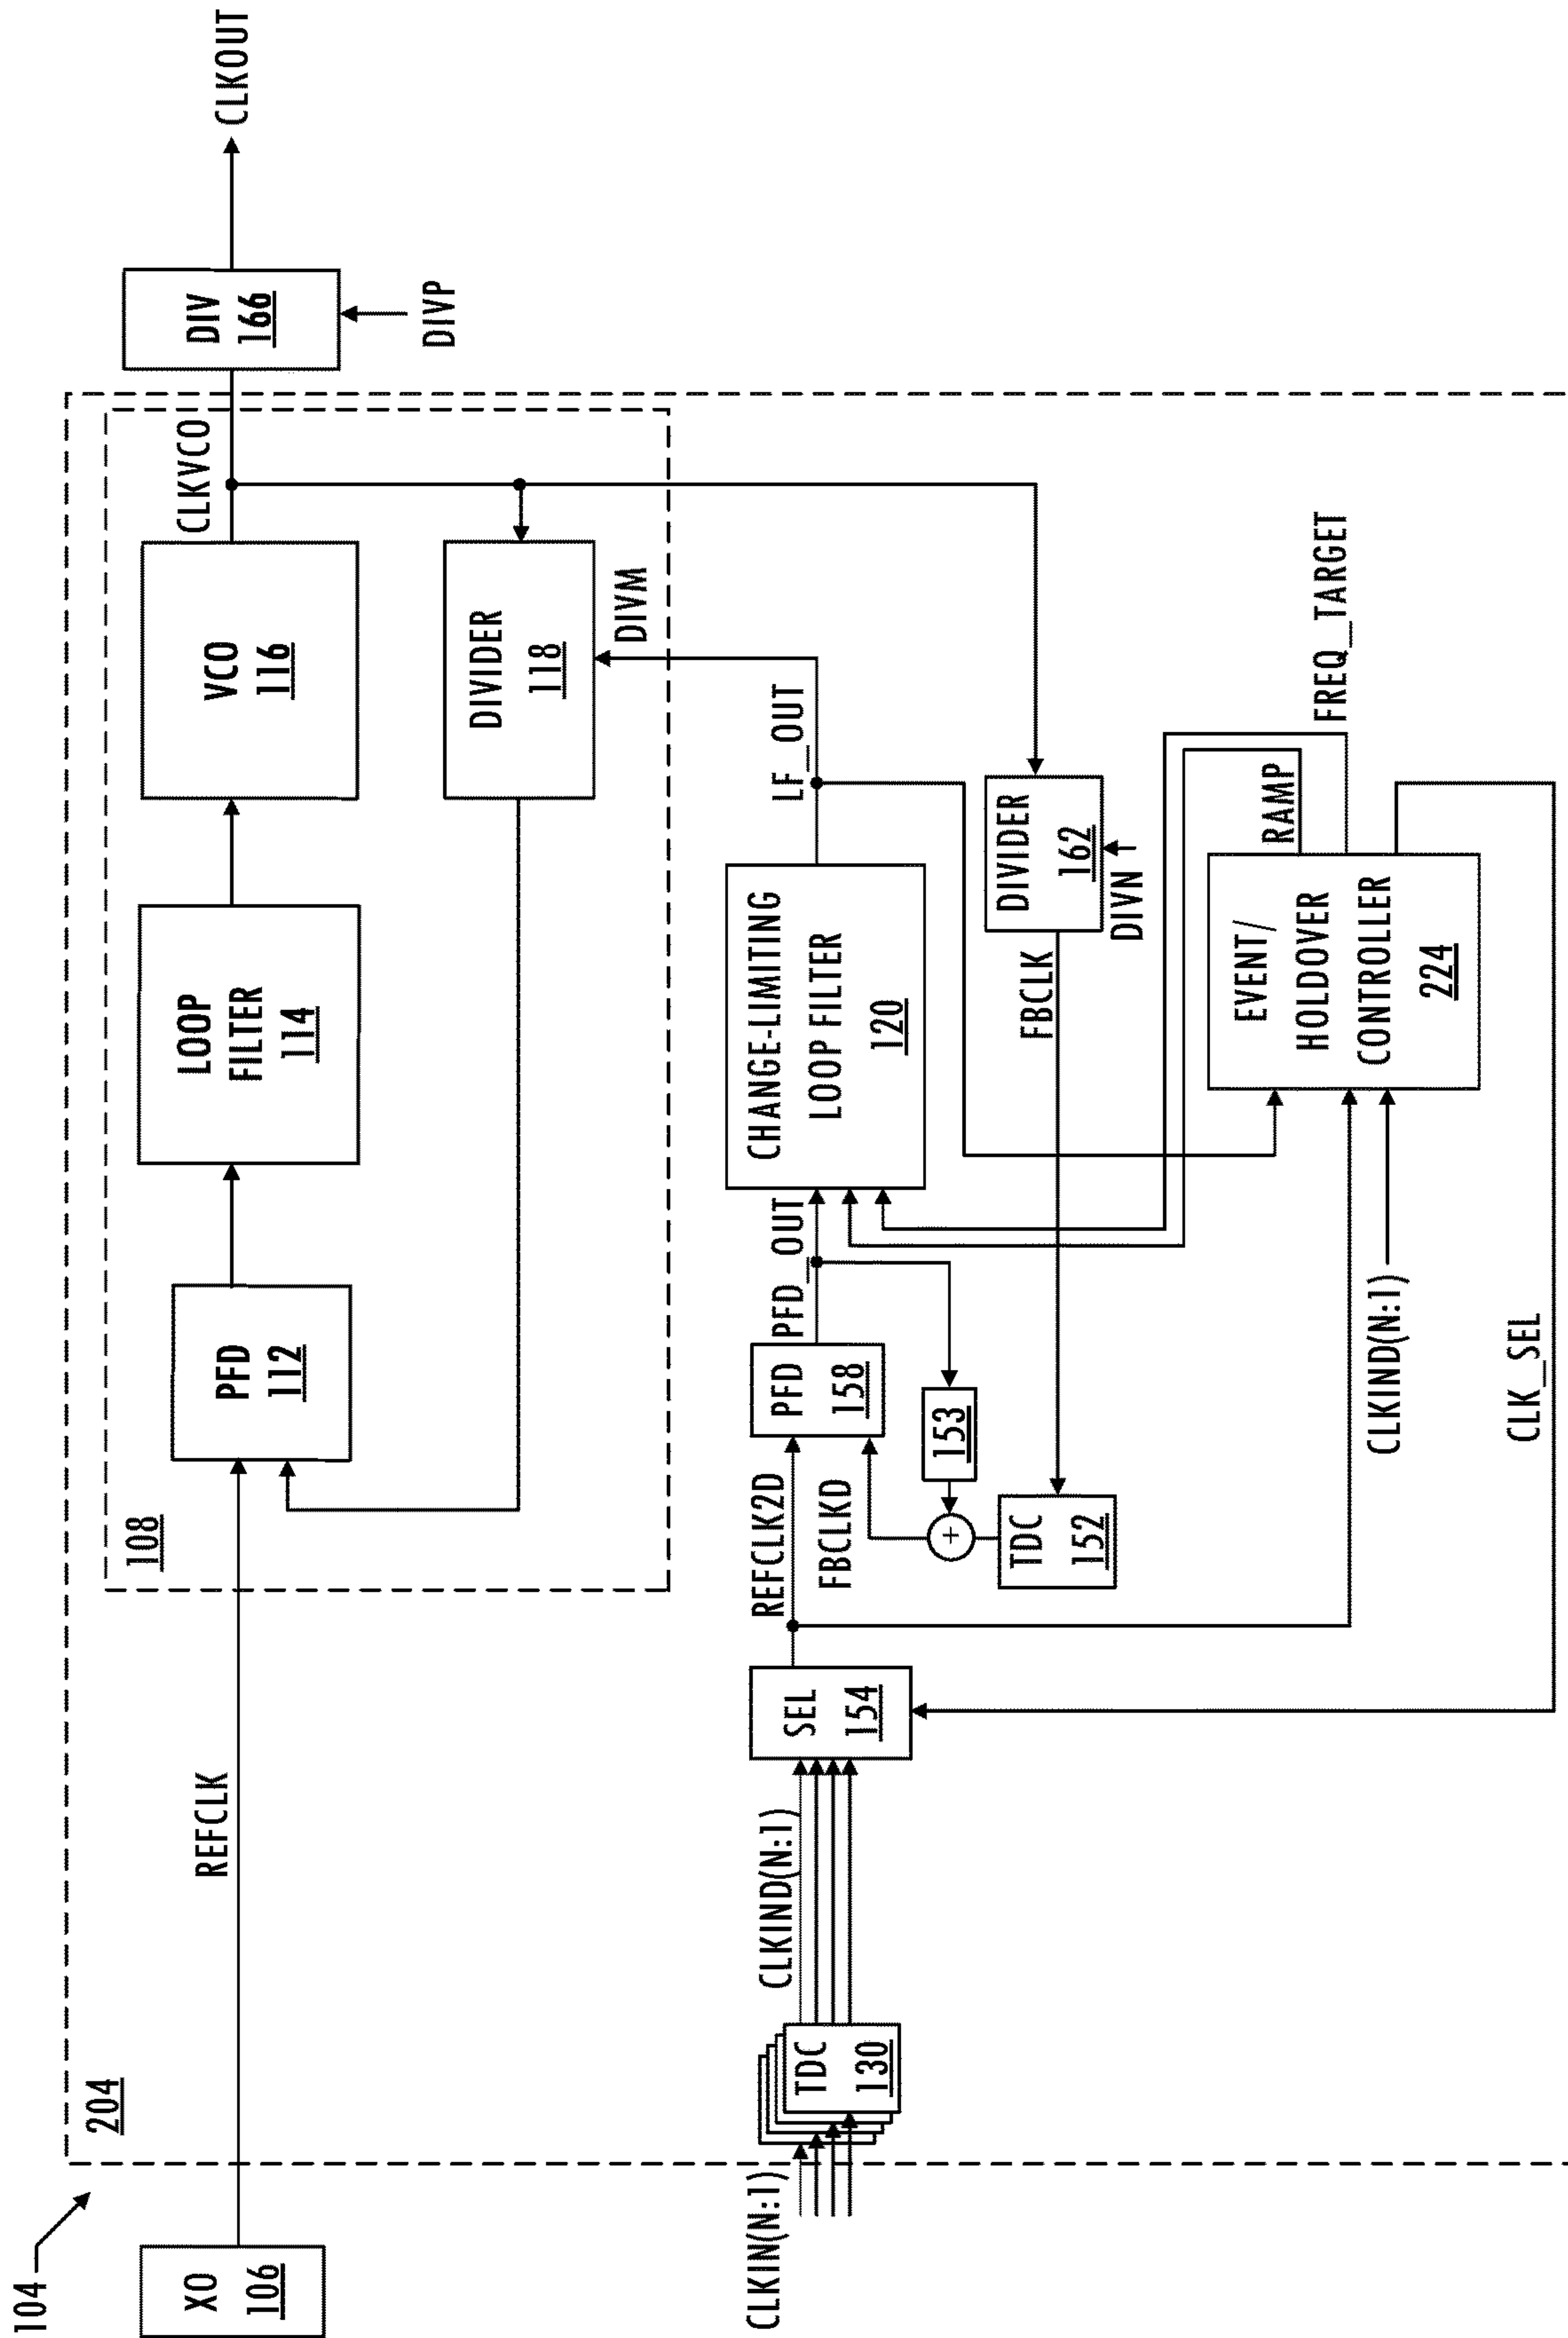 104
XO
106
204
REFCLK
108
PFD
112
LOOP
FILTER
114
VCO
116
CLKVCO
DIV
166
CLKOUT
DIVP
DIVIDER
118
DIVM
CLKIN(N:1)
TDC
130
CLKIND(N:1)
SEL
154
REFCLK2D
FBCLKD
PFD
158
PFD_OUT
153
+
TDC
152
CHANGE-LIMITING
LOOP FILTER
120
LF_OUT
FBCLK
DIVIDER
162
DIVN
CLKIND(N:1)
EVENT/
HOLDOVER
CONTROLLER
224
RAMP
FREQ_TARGET
CLK_SEL